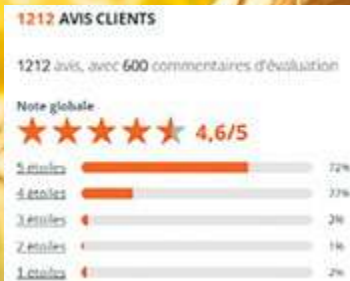 1212 AVIS CLIENTS
1212 avis, avec 600 commentaires d'évaluation
Note globale
4,6/5
5 étoiles 72%
4 étoiles
3 étoiles 2%
2 étoiles 1%
1 étoiles 2%